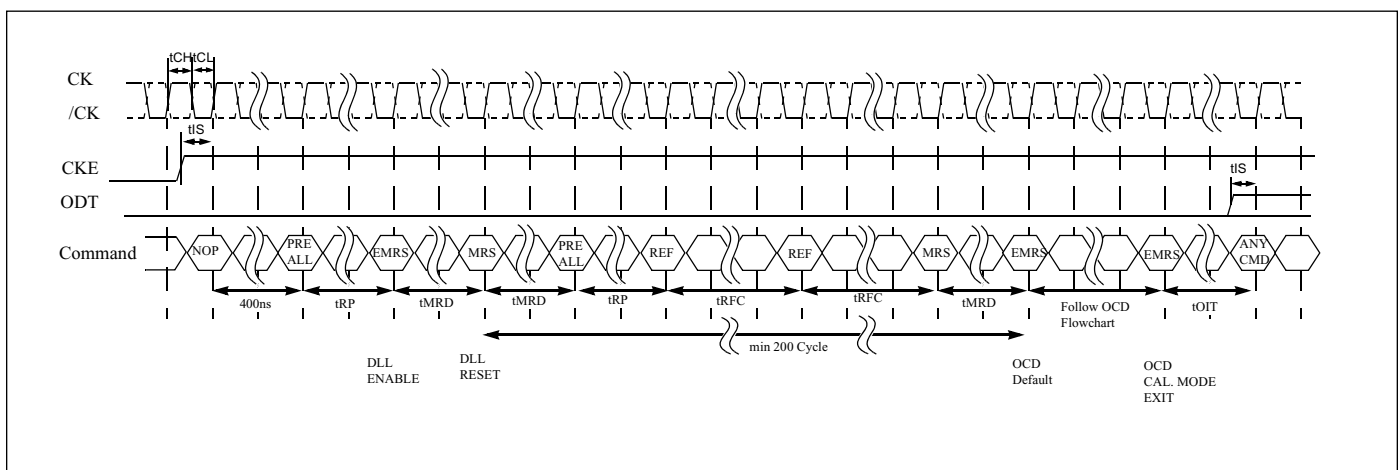 tCH tCL
CK
/CK
tIS
CKE
tIS
ODT
Command NOP PRE ALL EMRS MRS PRE ALL REF REF MRS EMRS EMRS ANY CMD
400ns tRP tMRD tMRD tRP tRFC tRFC tMRD Follow OCD Flowchart tOIT
min 200 Cycle
DLL
ENABLE
DLL
RESET
OCD
Default
OCD
CAL. MODE
EXIT